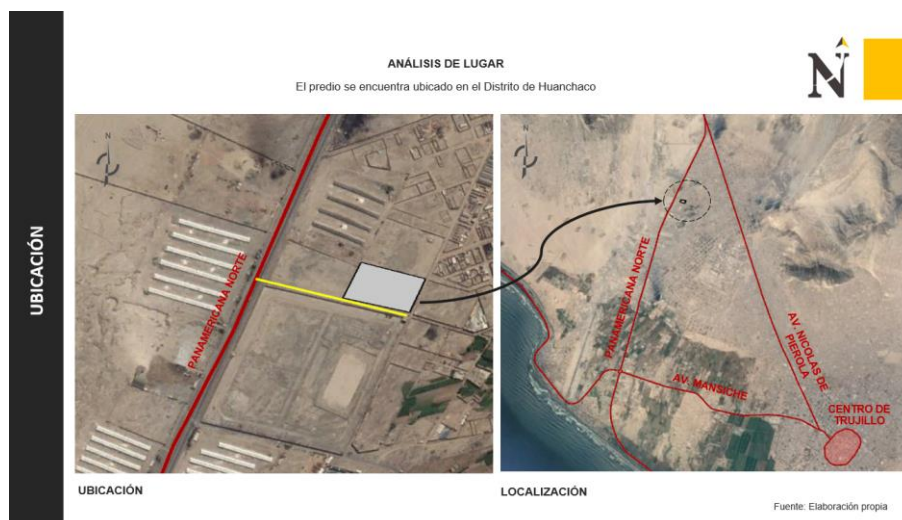 UBICACIÓN
ANÁLISIS DE LUGAR
El predio se encuentra ubicado en el Distrito de Huanchaco
N
N
PANAMERICANA NORTE
UBICACIÓN
N
PANAMERICANA NORTE
AV. NICOLAS DE
PIEROLA
AV. MANSICHE
CENTRO DE
TRUJILLO
LOCALIZACIÓN
Fuente: Elaboración propia